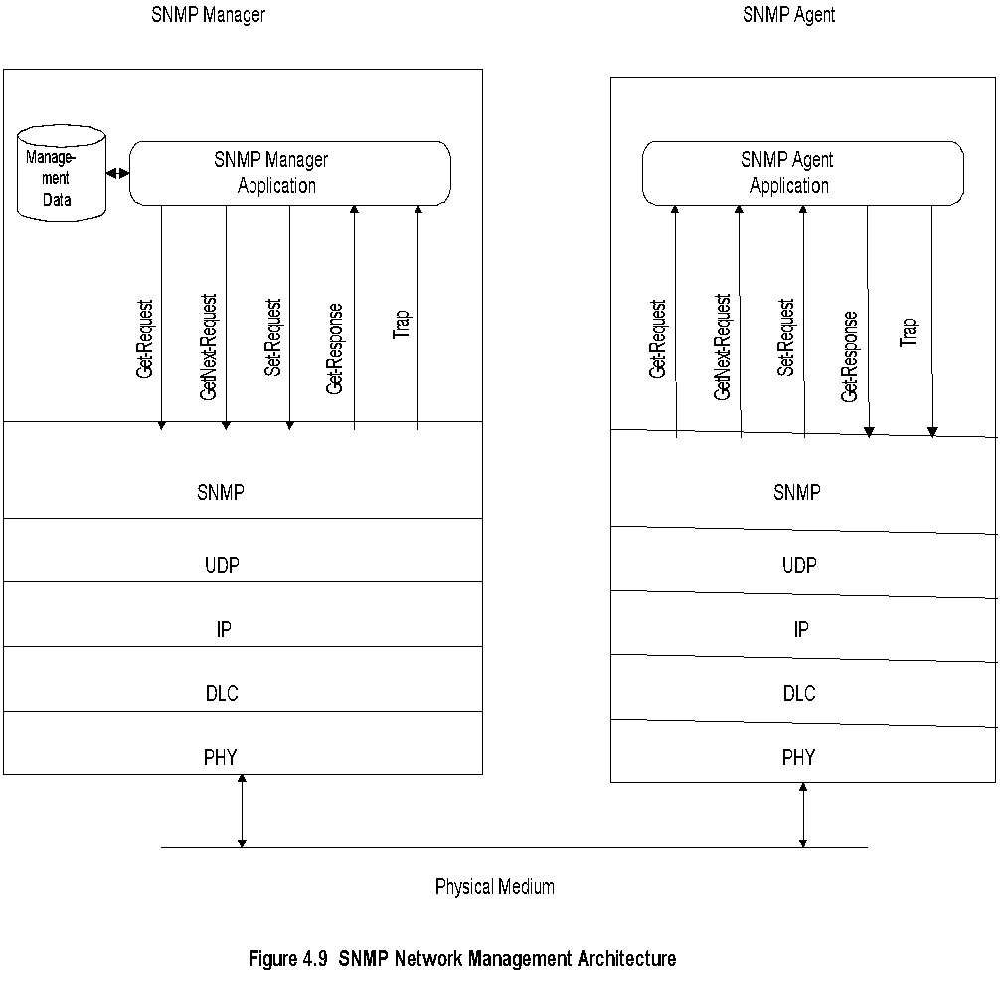 SNMP Manager
SNMP Agent
Manage-
ment
Data
SNMP Manager
Application
SNMP Agent
Application
Get-Request
GetNext-Request
Set-Request
Get-Response
Trap
Get-Request
GetNext-Request
Set-Request
Get-Response
Trap
SNMP
SNMP
UDP
UDP
IP
IP
DLC
DLC
PHY
PHY
Physical Medium
Figure 4.9 SNMP Network Management Architecture